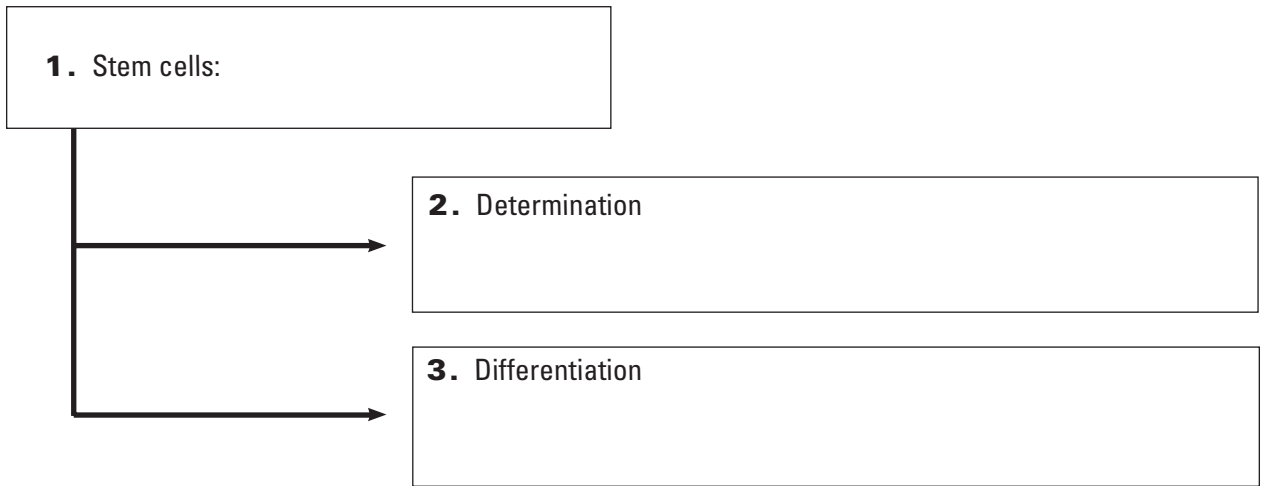 1. Stem cells:
2. Determination
3. Differentiation